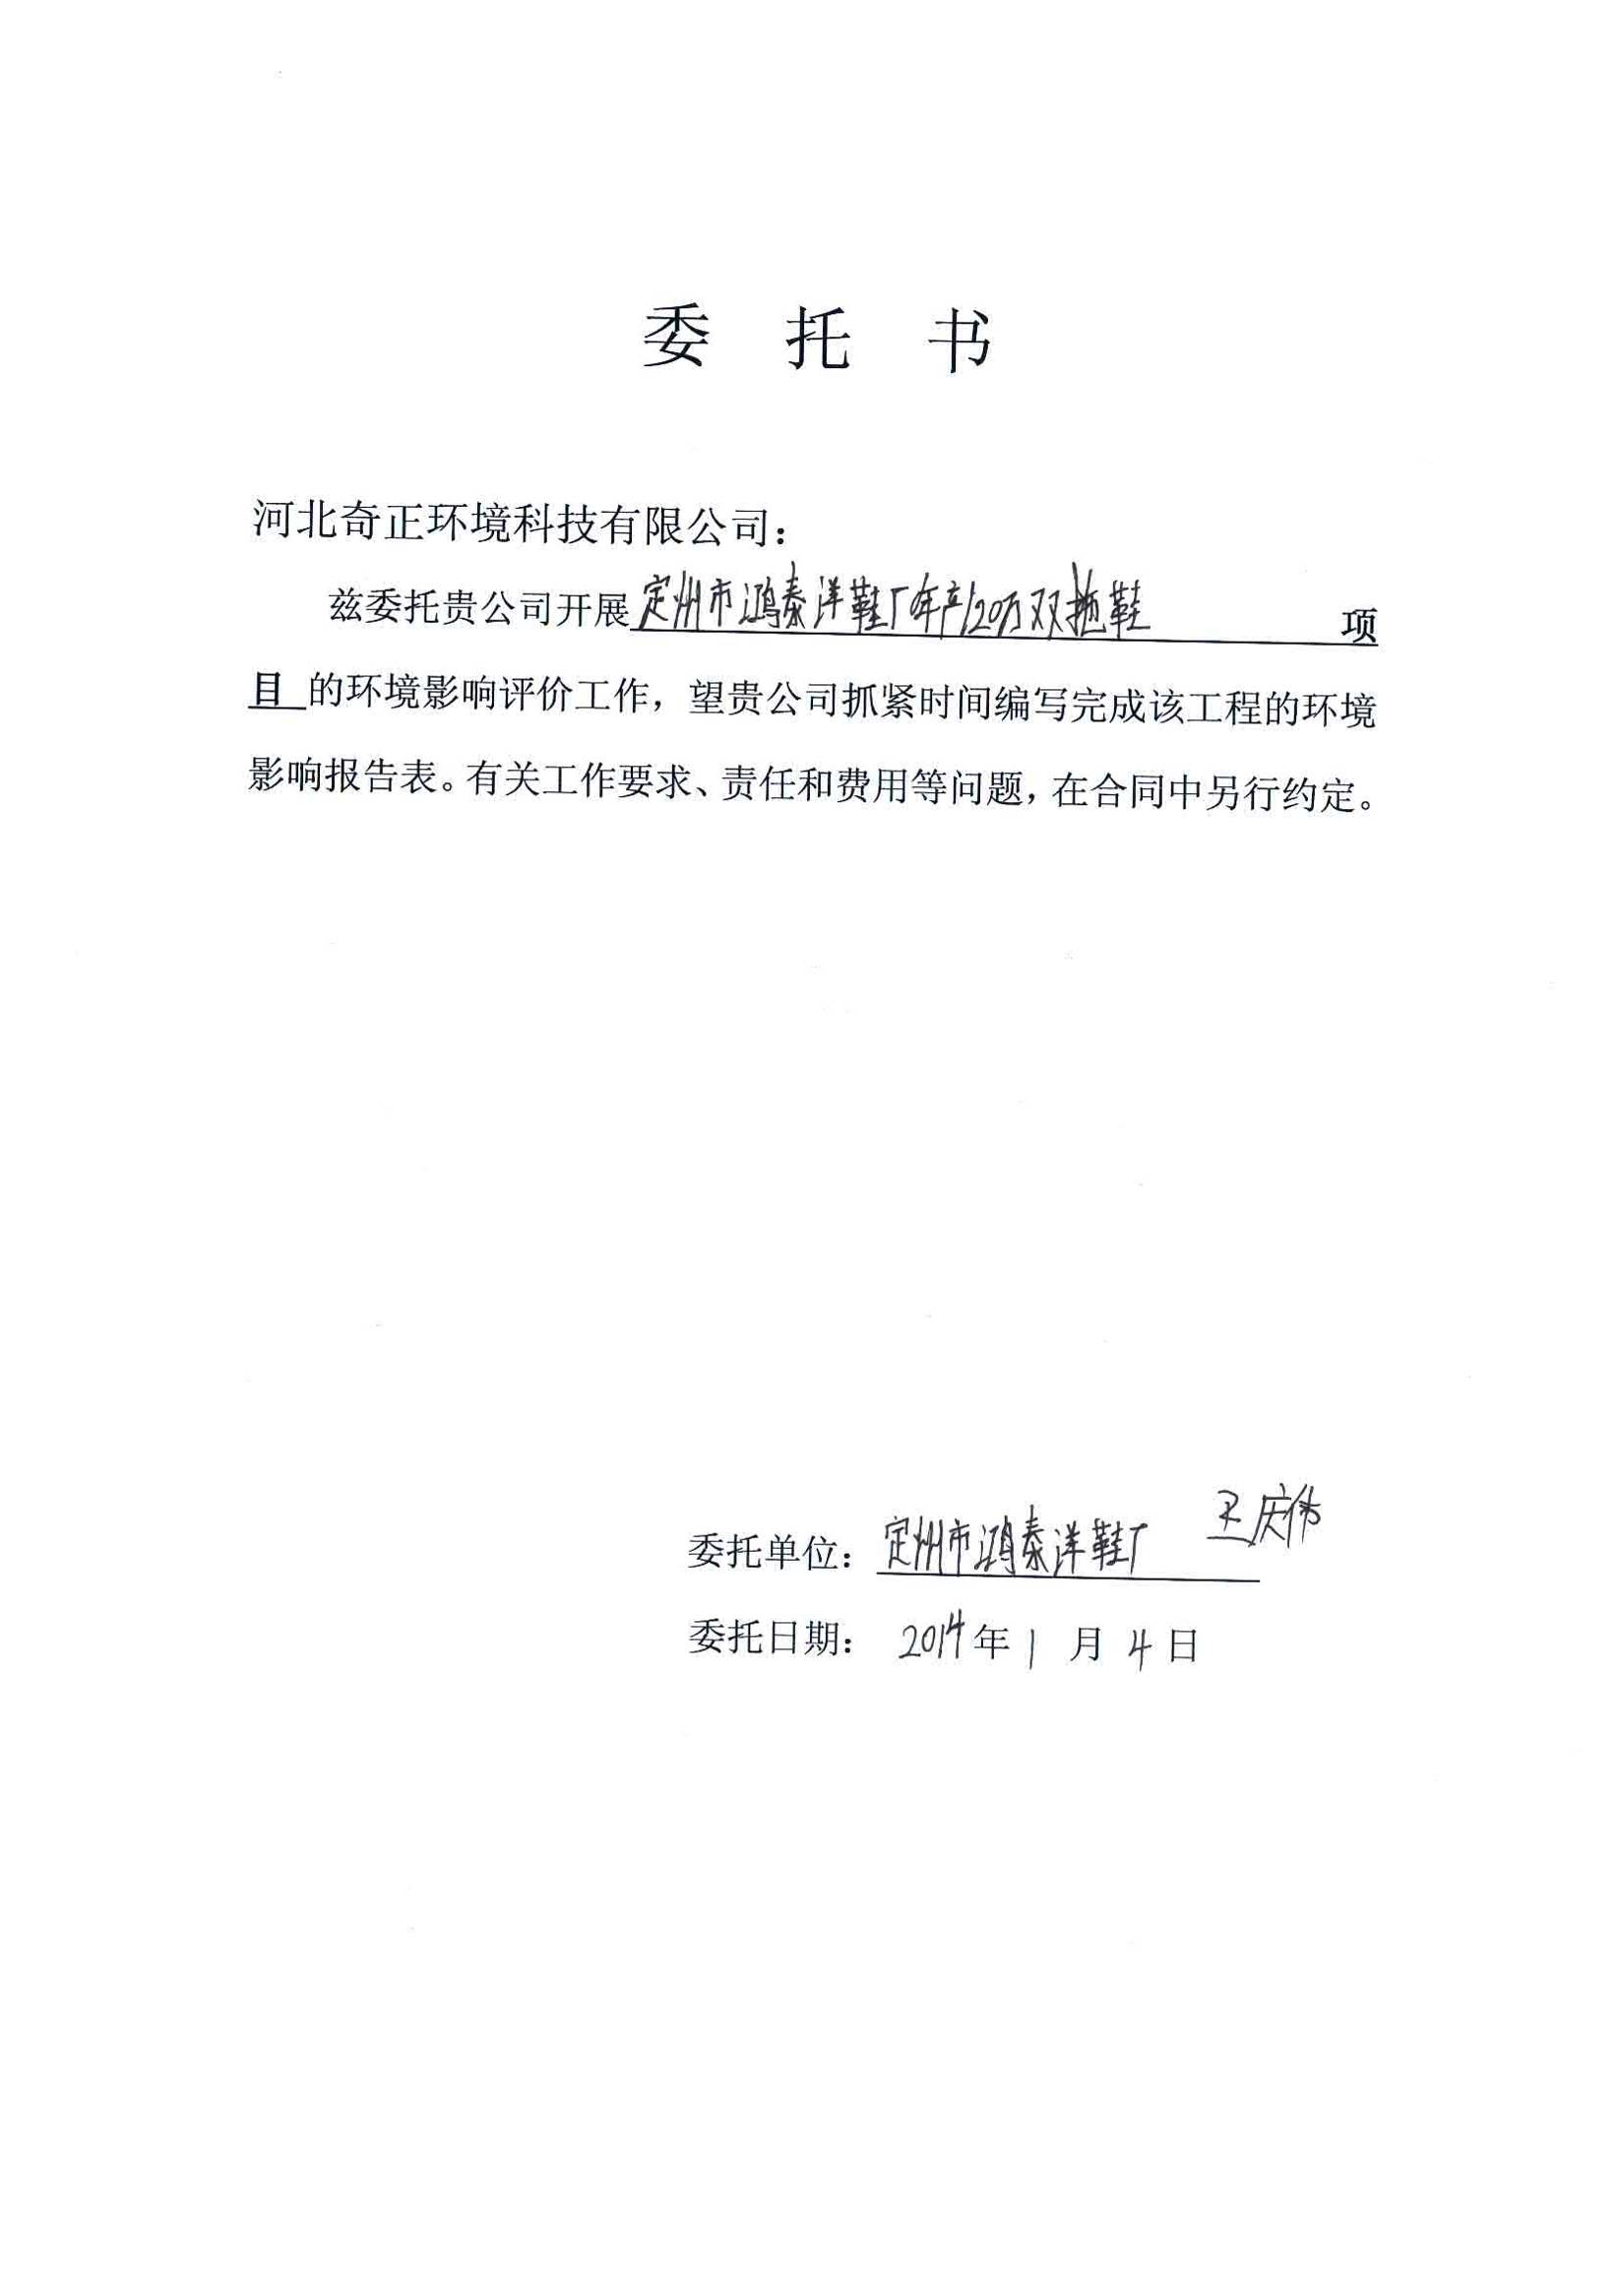 委托书
河北奇正环境科技有限公司：
兹委托贵公司开展定州市鸿泰洋鞋厂年产120万双拖鞋 项
目 的环境影响评价工作，望贵公司抓紧时间编写完成该工程的环境
影响报告表。有关工作要求、责任和费用等问题，在合同中另行约定。
王庆伟
委托单位：定州市鸿泰洋鞋厂
委托日期：2014年1月4日